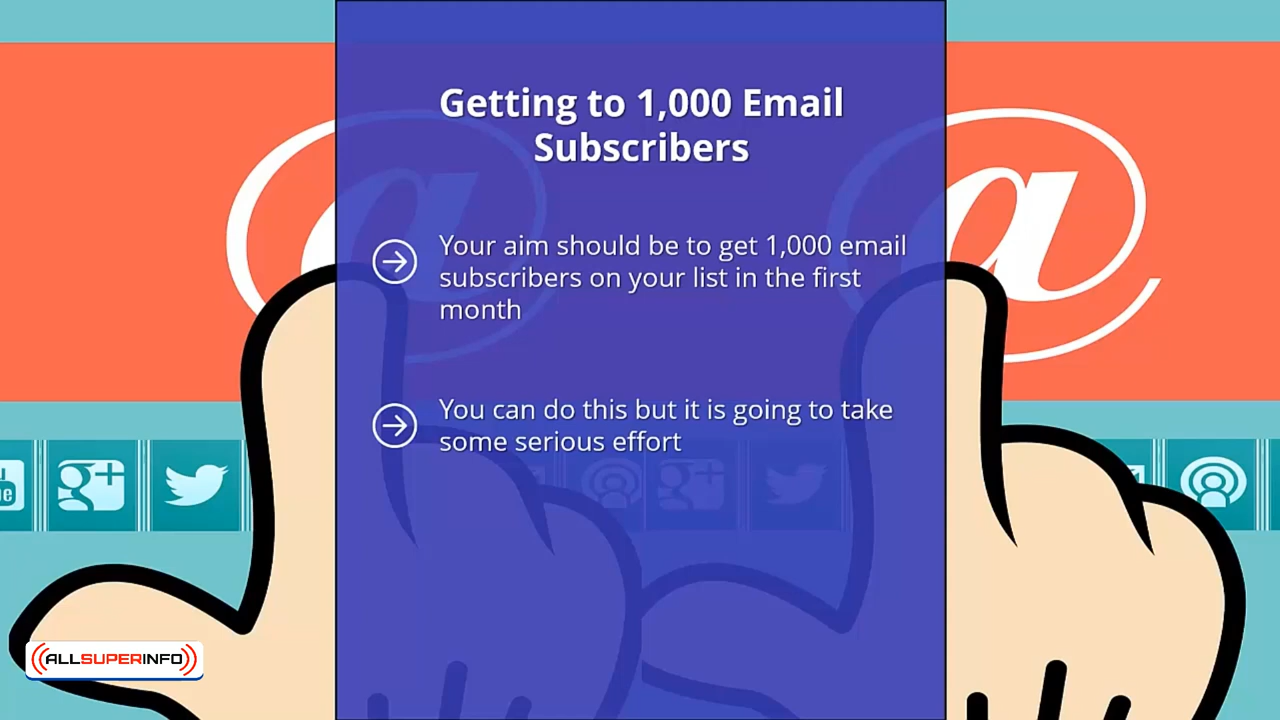 Getting to 1,000 Email
Subscribers
Your aim should be to get 1,000 email
subscribers on your list in the first
month
You can do this but it is going to take
some serious effort
ALLSUPERINFO